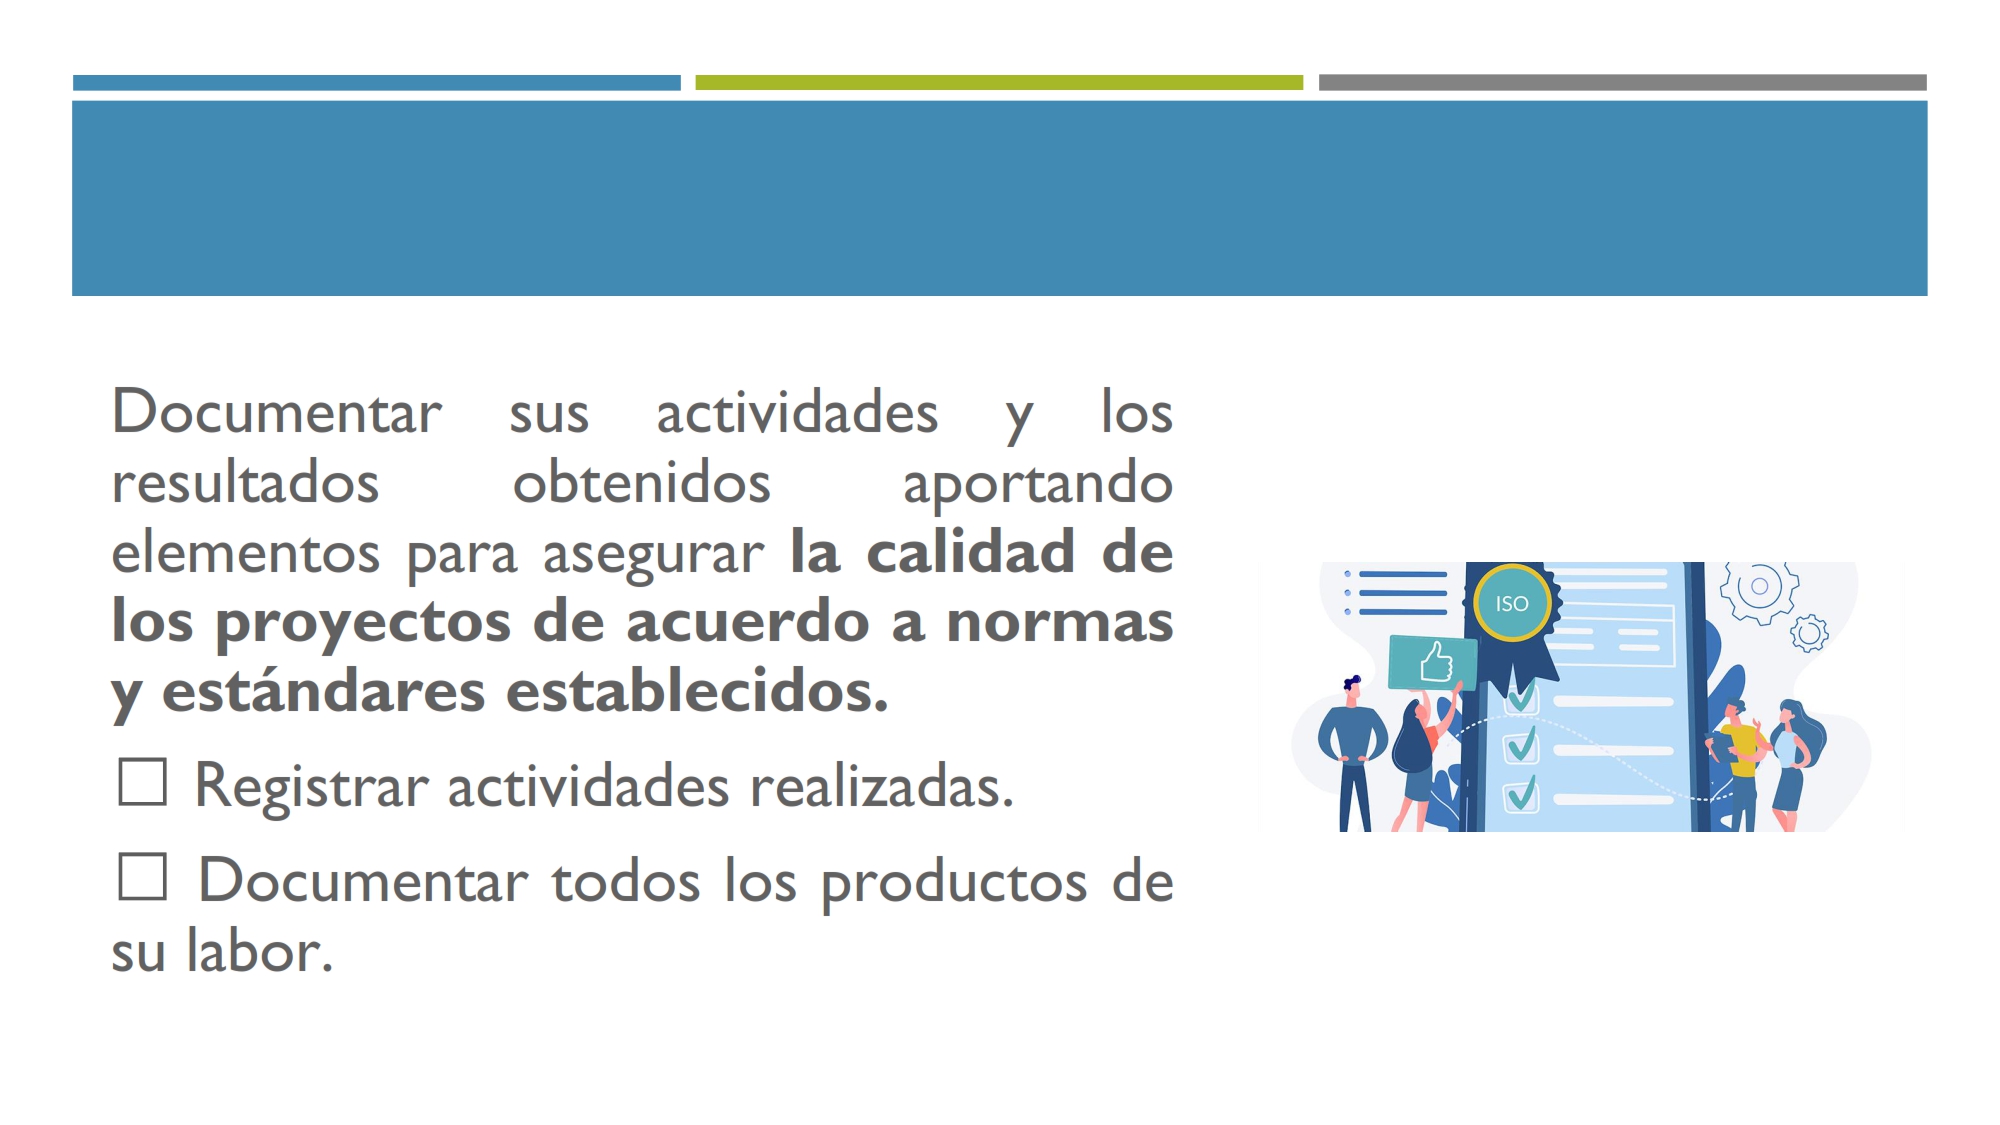 Documentar sus actividades y los
resultados obtenidos aportando
elementos para asegurar la calidad de
los proyectos de acuerdo a normas
y estándares establecidos.
☐ Registrar actividades realizadas.
☐ Documentar todos los productos de
su labor.
ISO